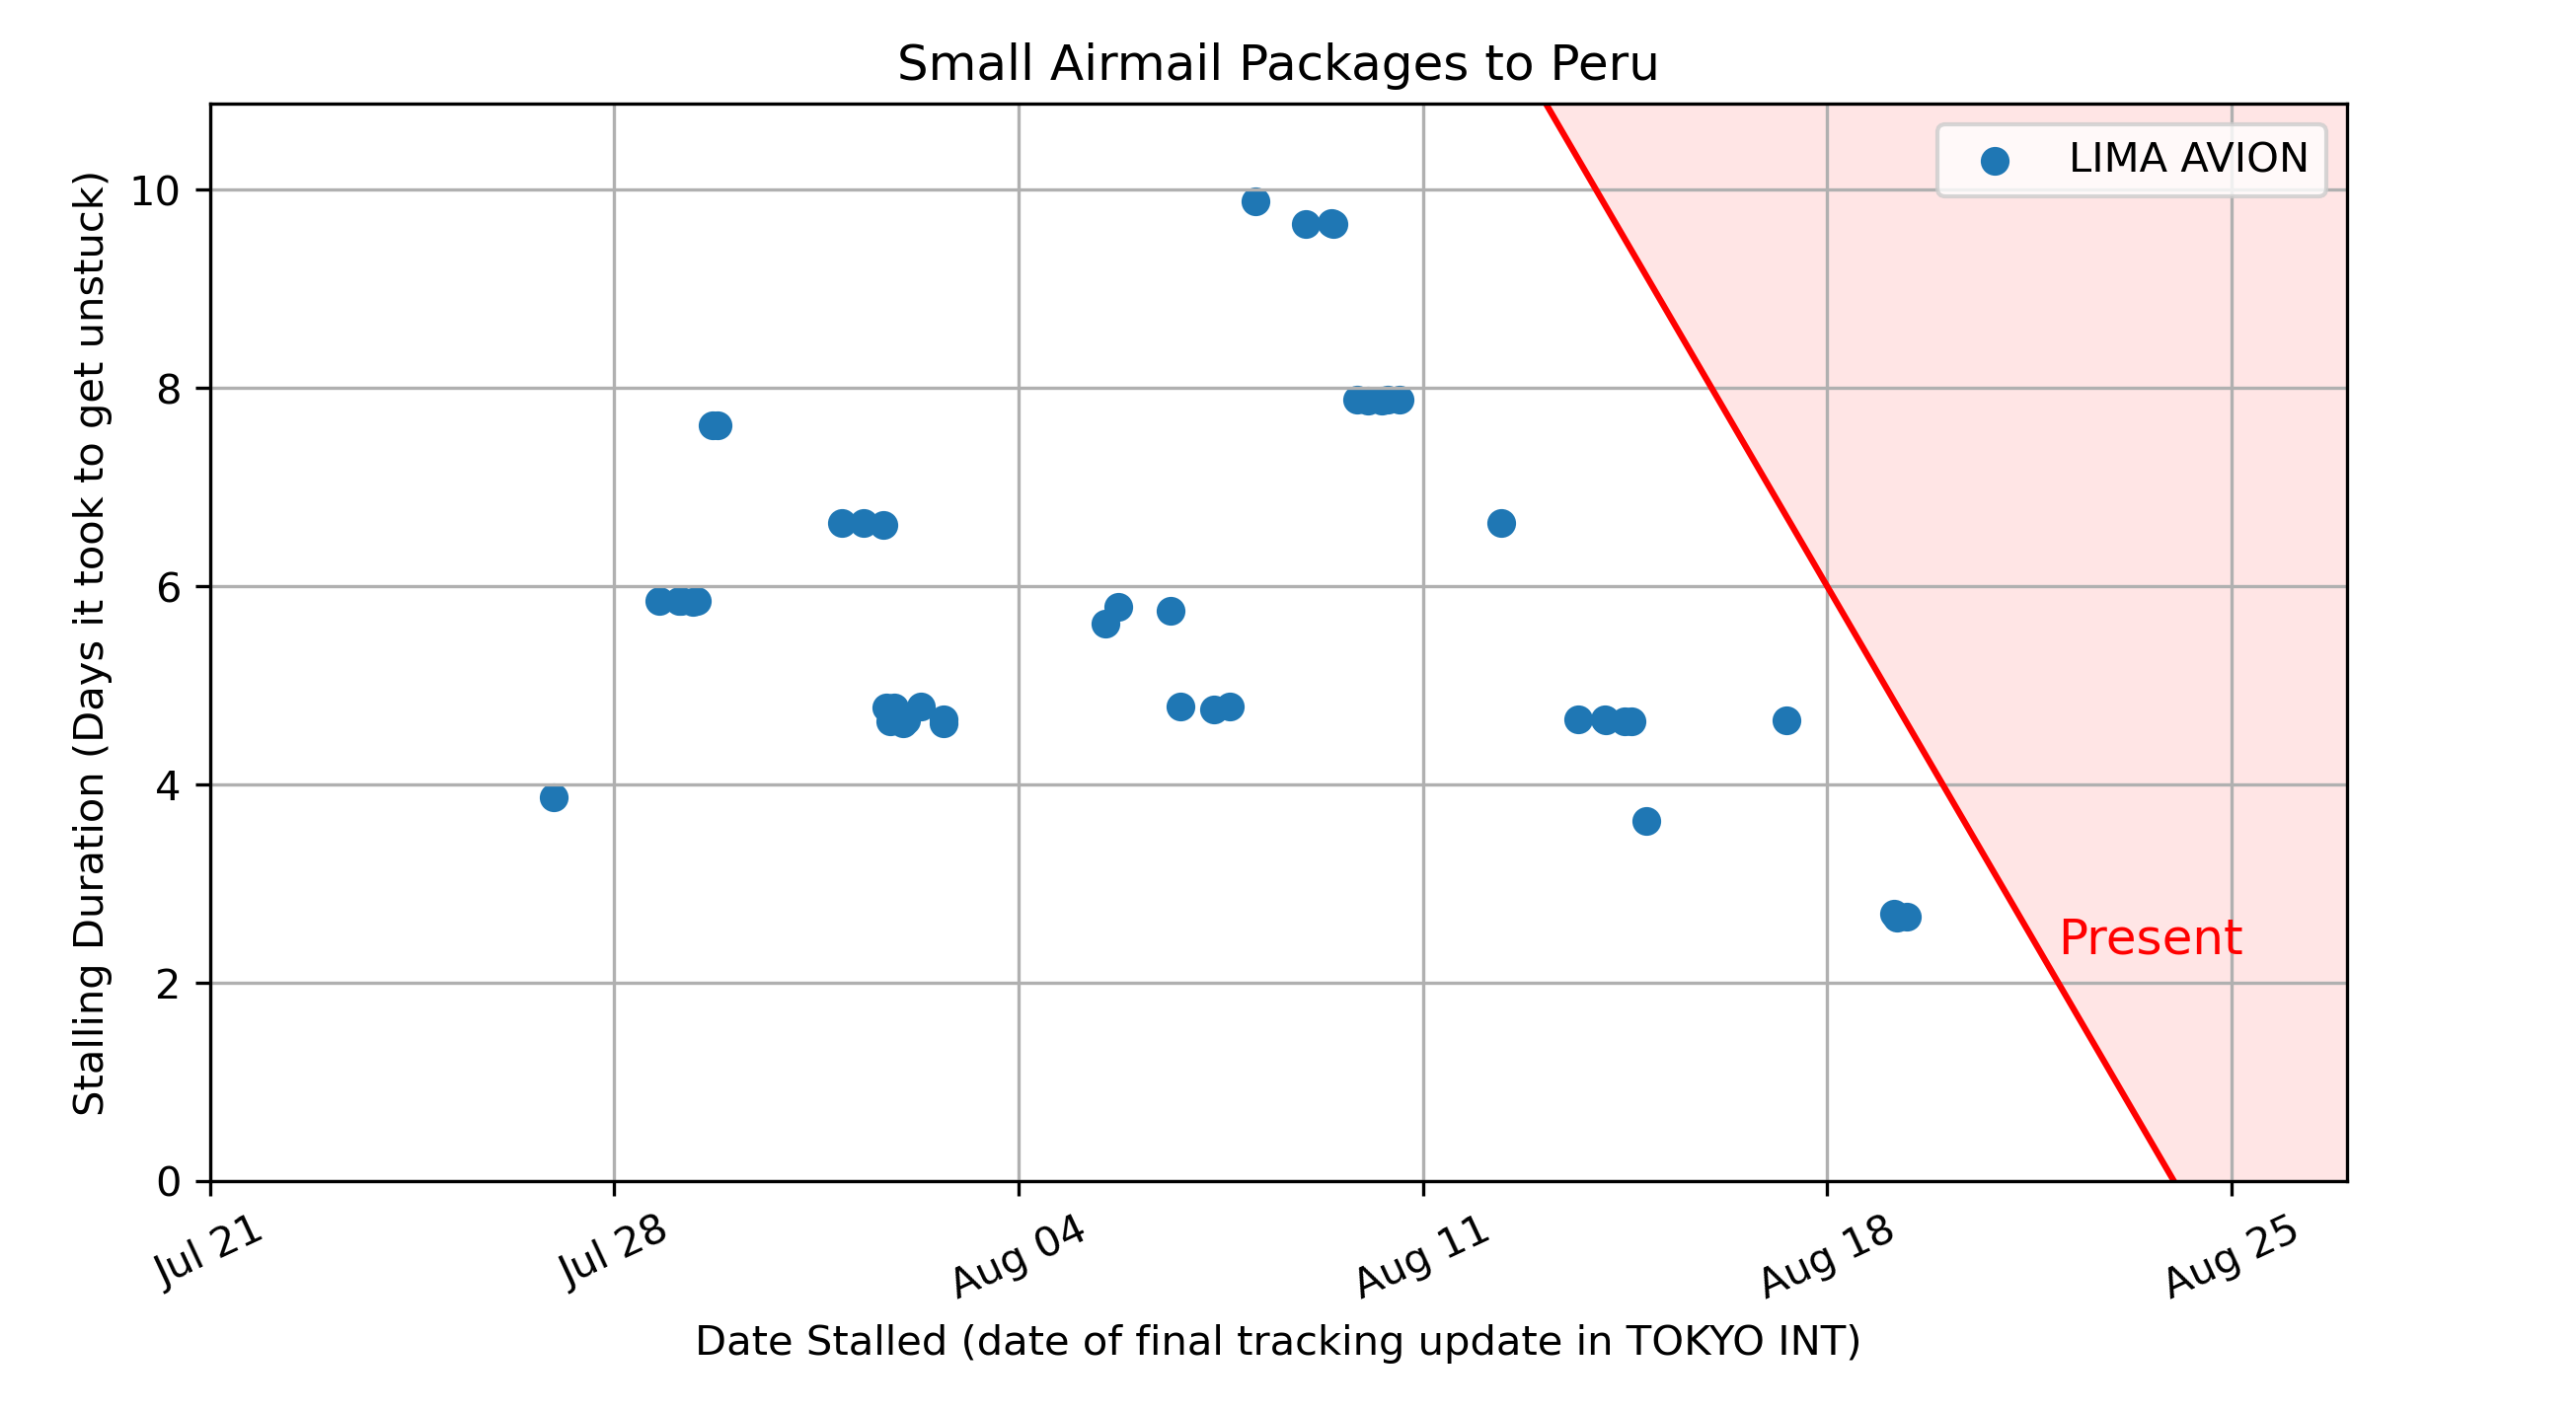 Small Airmail Packages to Peru
LIMA AVION
Stalling Duration (Days it took to get unstuck)
10
8
6
4
2
0
Present
Jul 21
Jul 28
Aug 04
Aug 11
Aug 18
Aug 25
Date Stalled (date of final tracking update in TOKYO INT)